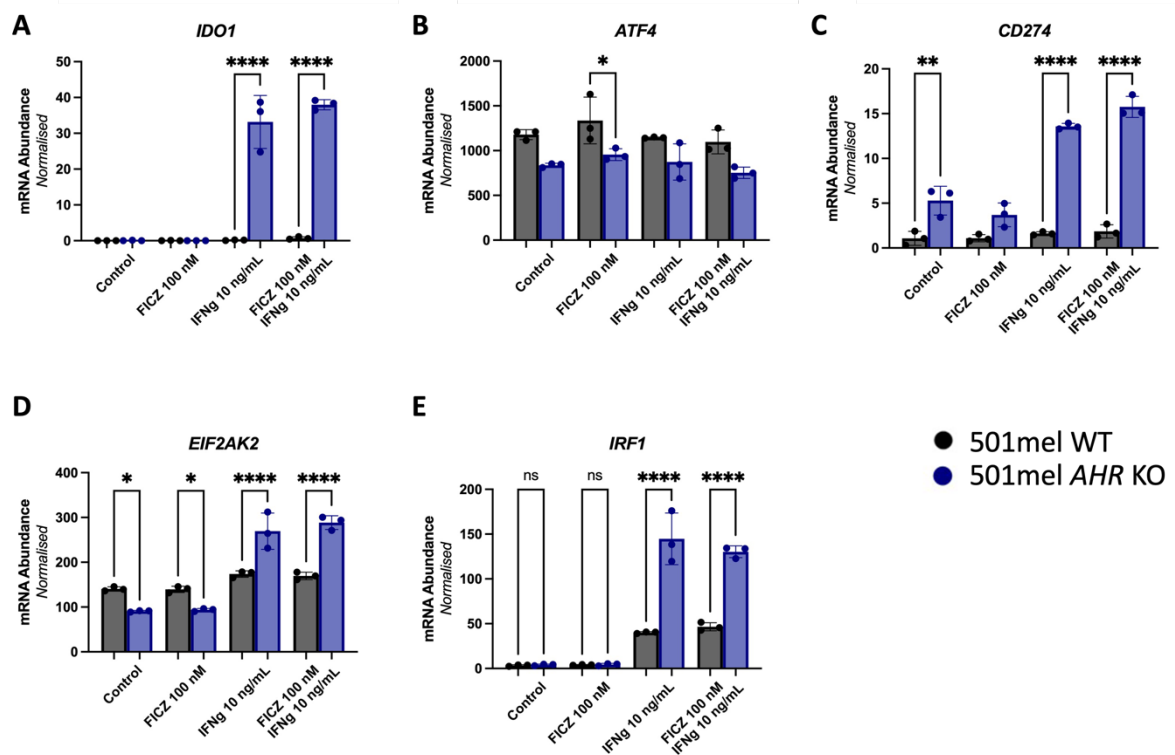 A
IDO1
mRNA Abundance
Normalised
50
40
30
20
10
0
****
****
Control
FICZ 100 nM
IFNg 10 ng/mL
FICZ 100 nM
IFNg 10 ng/mL
B
ATF4
mRNA Abundance
Normalised
2000
1500
1000
500
0
*
Control
FICZ 100 nM
IFNg 10 ng/mL
FICZ 100 nM
IFNg 10 ng/mL
C
CD274
mRNA Abundance
Normalised
20
15
10
5
0
**
****
****
Control
FICZ 100 nM
IFNg 10 ng/mL
FICZ 100 nM
IFNg 10 ng/mL
D
EIF2AK2
mRNA Abundance
Normalised
400
300
200
100
0
*
*
****
****
Control
FICZ 100 nM
IFNg 10 ng/mL
FICZ 100 nM
IFNg 10 ng/mL
E
IRF1
mRNA Abundance
Normalised
200
150
100
50
0
ns
ns
****
****
Control
FICZ 100 nM
IFNg 10 ng/mL
FICZ 100 nM
IFNg 10 ng/mL
501mel WT
501mel AHR KO